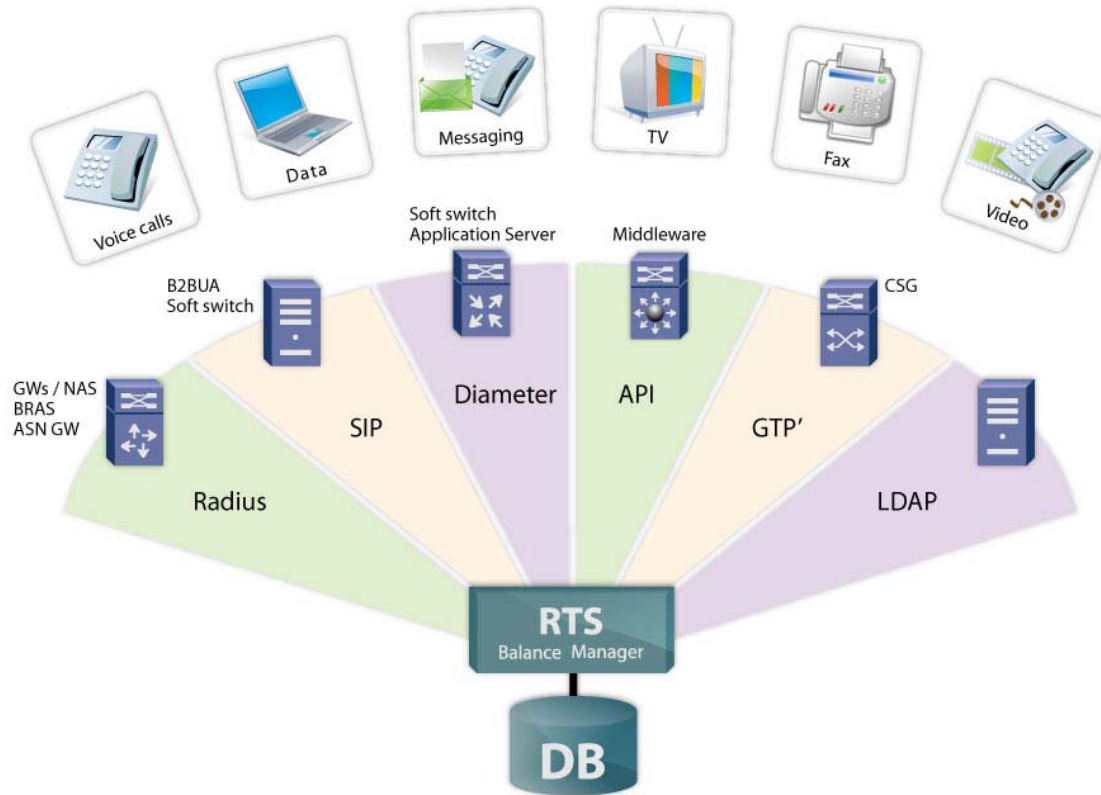 Voice calls
Data
Messaging
TV
Fax
Video
Soft switch
Application Server
Middleware
B2BUA
Soft switch
CSG
GWs / NAS
BRAS
ASN GW
Radius
SIP
Diameter
API
GTP’
LDAP
RTS
Balance Manager
DB